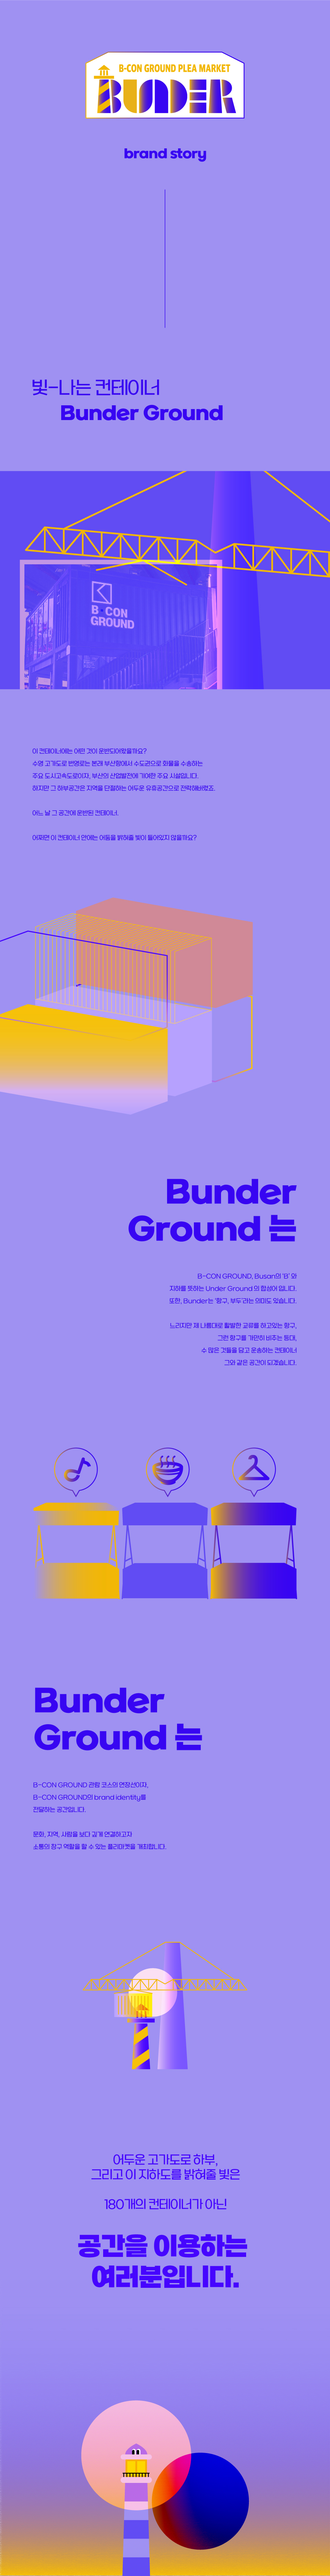 B-CON GROUND PLEA MARKET
BUNDER
brand story
빛-나는 컨테이너
Bunder Ground
B·CON
GROUND
이 컨테이너에는 어떤 것이 운반되어왔을까요?
수영 고가도로 번영로는 본래 부산항에서 수도권으로 화물을 수송하는
주요 도시고속도로이자, 부산의 산업발전에 기여한 주요 시설입니다.
하지만 그 하부공간은 지역을 단절하는 어두운 유휴공간으로 전락해버렸죠.
어느 날 그 공간에 운반된 컨테이너.
어쩌면 이 컨테이너 안에는 어둠을 밝혀줄 빛이 들어있지 않을까요?
Bunder
Ground 는
B-CON GROUND, Busan의 'B' 와
지하를 뜻하는 Under Ground 의 합성어 입니다.
또한, Bunder는 '항구, 부두'라는 의미도 있습니다.
느리지만 제 나름대로 활발한 교류를 하고있는 항구,
그런 항구를 가만히 비추는 등대,
수 많은 것들을 담고 운송하는 컨테이너
그와 같은 공간이 되겠습니다.
Bunder
Ground 는
B-CON GROUND 관람 코스의 연장선이자,
B-CON GROUND의 brand identity를
전달하는 공간입니다.
문화, 지역, 사람을 보다 깊게 연결하고자
소통의 창구 역할을 할 수 있는 플리마켓을 개최합니다.
어두운 고가도로 하부,
그리고 이 지하도를 밝혀줄 빛은
180개의 컨테이너가 아닌
공간을 이용하는
여러분입니다.